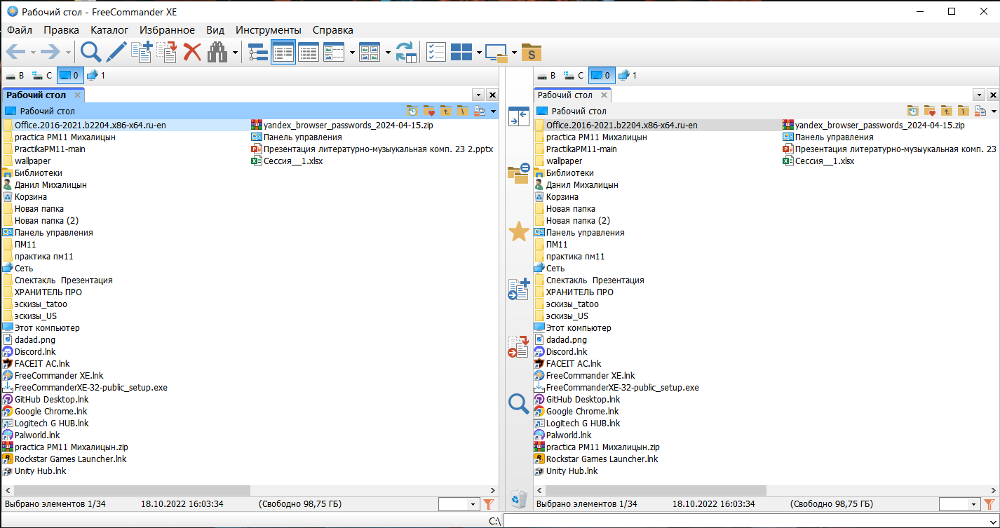 Рабочий стол - FreeCommander XE
Файл Правка Каталог Избранное Вид Инструменты Справка
S
B C 0 1
Рабочий стол
Рабочий стол
Office.2016-2021.b2204.x86-x64.ru-en
practica PM11 Михалицын
PractikaPM11-main
wallpaper
Библиотеки
Данил Михалицын
Корзина
Новая папка
Новая папка (2)
Панель управления
ПМ11
практика пм11
Сеть
Спектакль Презентация
ХРАНИТЕЛЬ ПРО
эскизы_tatoo
эскизы_US
Этот компьютер
dadad.png
Discord.lnk
FACEIT AC.lnk
FreeCommander XE.lnk
FreeCommanderXE-32-public_setup.exe
GitHub Desktop.lnk
Google Chrome.lnk
Logitech G HUB.lnk
Palworld.lnk
practica PM11 Михалицын.zip
Rockstar Games Launcher.lnk
Unity Hub.lnk
yandex_browser_passwords_2024-04-15.zip
Панель управления
Презентация литературно-музыукальная комп. 23 2.pptx
Сессия__1.xlsx
Выбрано элементов 1/34 18.10.2022 16:03:34 (Свободно 98,75 ГБ)
B C 0 1
Рабочий стол
Рабочий стол
Office.2016-2021.b2204.x86-x64.ru-en
practica PM11 Михалицын
PractikaPM11-main
wallpaper
Библиотеки
Данил Михалицын
Корзина
Новая папка
Новая папка (2)
Панель управления
ПМ11
практика пм11
Сеть
Спектакль Презентация
ХРАНИТЕЛЬ ПРО
эскизы_tatoo
эскизы_US
Этот компьютер
dadad.png
Discord.lnk
FACEIT AC.lnk
FreeCommander XE.lnk
FreeCommanderXE-32-public_setup.exe
GitHub Desktop.lnk
Google Chrome.lnk
Logitech G HUB.lnk
Palworld.lnk
practica PM11 Михалицын.zip
Rockstar Games Launcher.lnk
Unity Hub.lnk
yandex_browser_passwords_2024-04-15.zip
Панель управления
Презентация литературно-музыукальная комп. 23
Сессия__1.xlsx
Выбрано элементов 1/34 18.10.2022 16:03:34 (Свободно 98,75 ГБ)
C:\